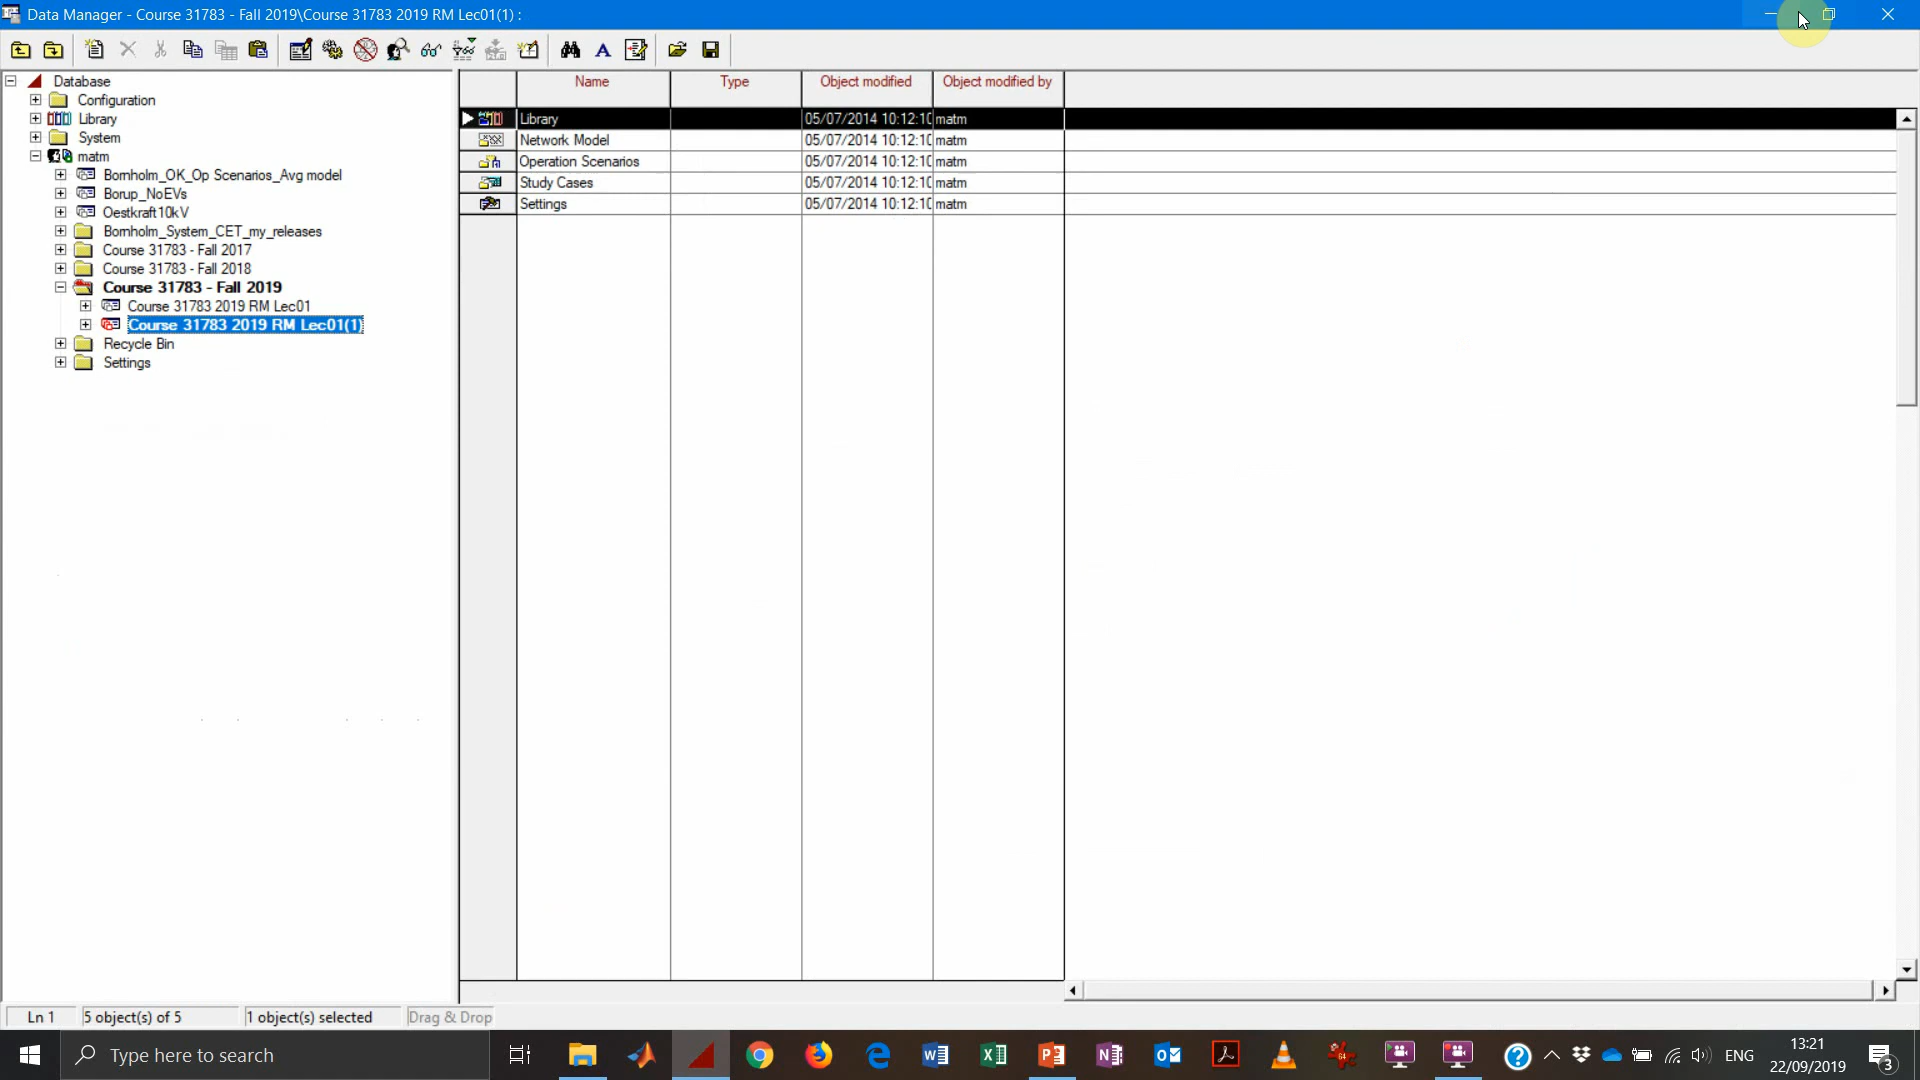 Data Manager - Course 31783 - Fall 2019\Course 31783 2019 RM Lec01(1) :
Database
Configuration
Library
System
matm
Bornholm_OK_Op Scenarios_Avg model
Borup_NoEVs
Oestkraft10kV
Bornholm_System_CET_my_releases
Course 31783 - Fall 2017
Course 31783 - Fall 2018
Course 31783 - Fall 2019
Course 31783 2019 RM Lec01
Course 31783 2019 RM Lec01(1)
Recycle Bin
Settings
Name Type Object modified Object modified by
Library 05/07/2014 10:12:10 matm
Network Model 05/07/2014 10:12:10 matm
Operation Scenarios 05/07/2014 10:12:10 matm
Study Cases 05/07/2014 10:12:10 matm
Settings 05/07/2014 10:12:10 matm
Ln 1 5 object(s) of 5 1 object(s) selected Drag & Drop
Type here to search
ENG
13:21
22/09/2019
3